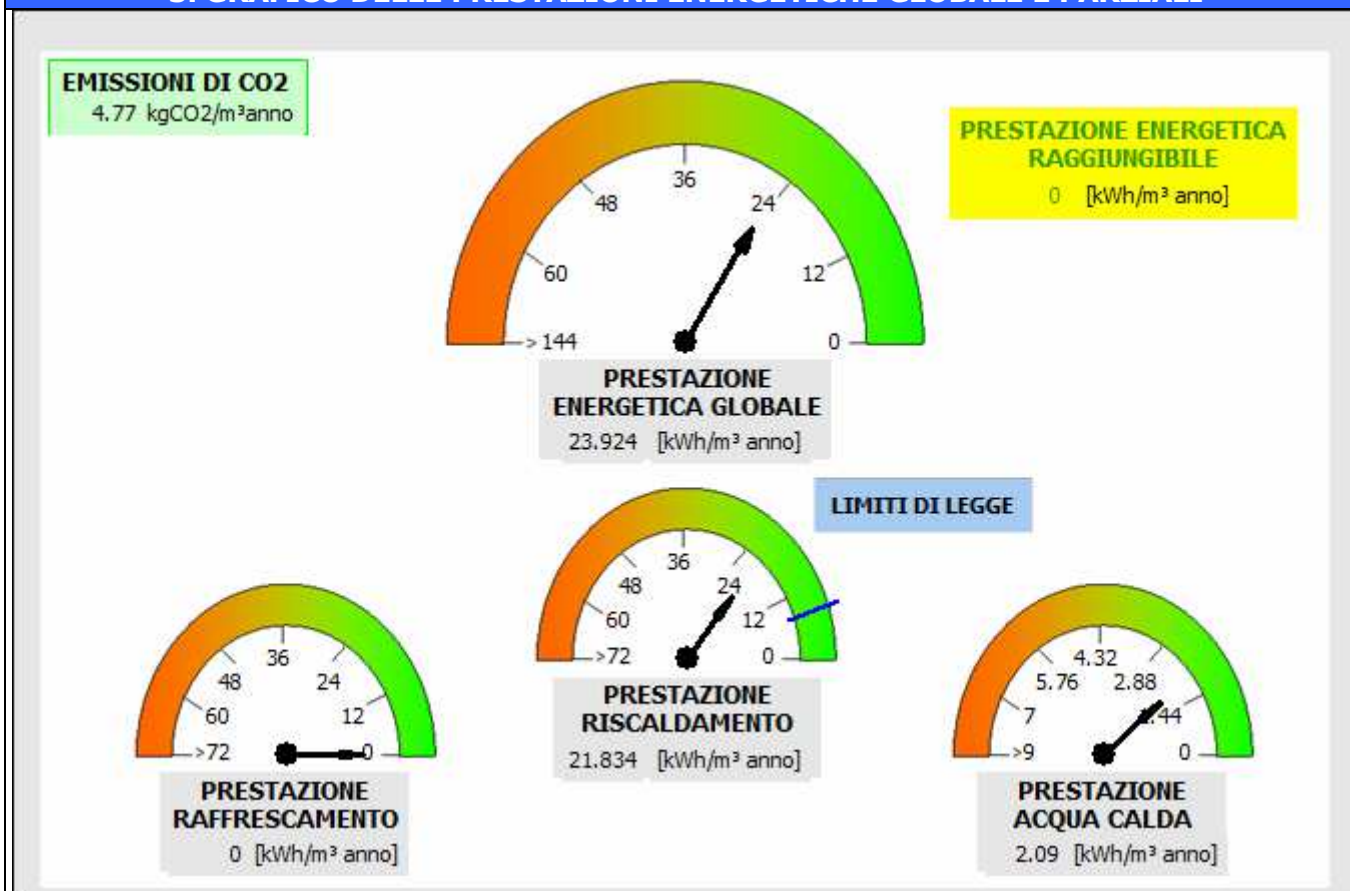 EMISSIONI DI CO2
4.77 kgCO2/m³anno
PRESTAZIONE ENERGETICA
RAGGIUNGIBILE
0 [kWh/m³ anno]
36
48
24
60
12
>144
0
PRESTAZIONE
ENERGETICA GLOBALE
23.924 [kWh/m³ anno]
LIMITI DI LEGGE
36
48
24
60
12
>72
0
PRESTAZIONE
RISCALDAMENTO
21.834 [kWh/m³ anno]
36
48
24
60
12
>72
0
PRESTAZIONE
RAFFRESCAMENTO
0 [kWh/m³ anno]
4.32
5.76
2.88
7
>9
0
PRESTAZIONE
ACQUA CALDA
2.09 [kWh/m³ anno]